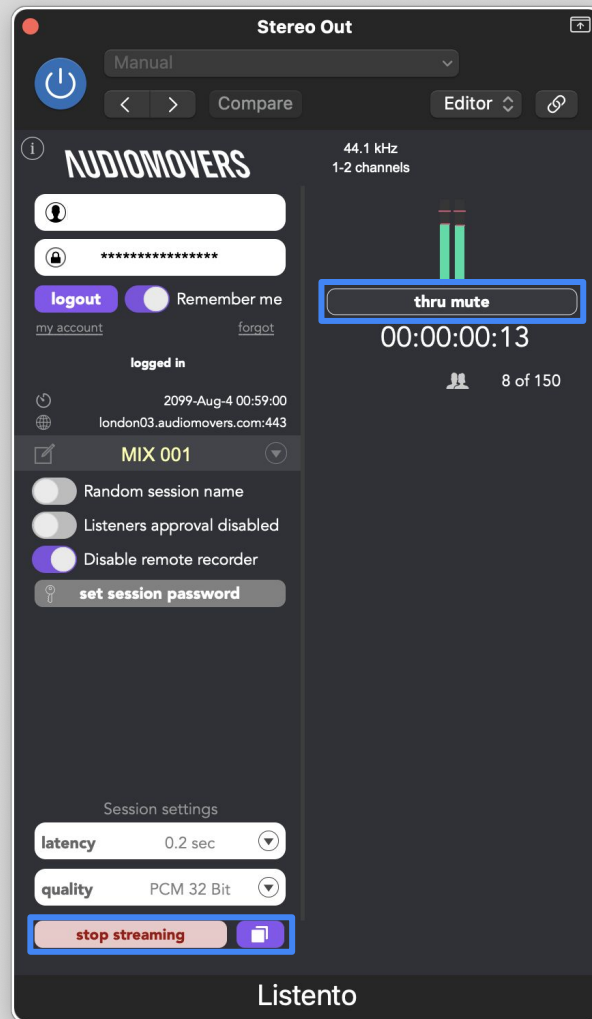 Stereo Out
Manual
Compare
Editor
AUDIOMOVERS
44.1 kHz
1-2 channels
****************
logout
Remember me
my account
forgot
logged in
2099-Aug-4 00:59:00
london03.audiomovers.com:443
MIX 001
Random session name
Listeners approval disabled
Disable remote recorder
set session password
Session settings
latency 0.2 sec
quality PCM 32 Bit
stop streaming
thru mute
00:00:00:13
8 of 150
Listento